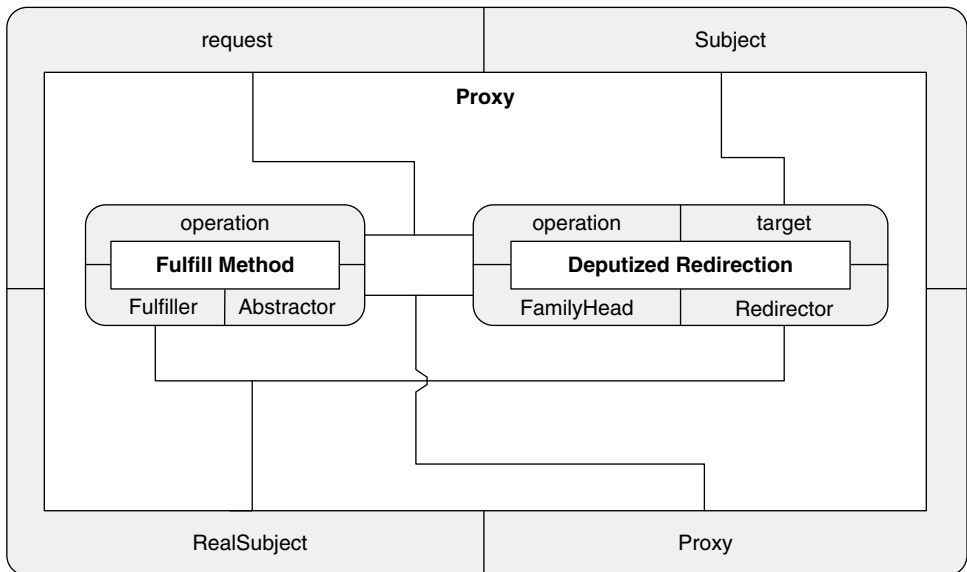 request
Subject
Proxy
operation
operation
target
Fulfill Method
Deputized Redirection
Fulfiller
Abstractor
FamilyHead
Redirector
RealSubject
Proxy